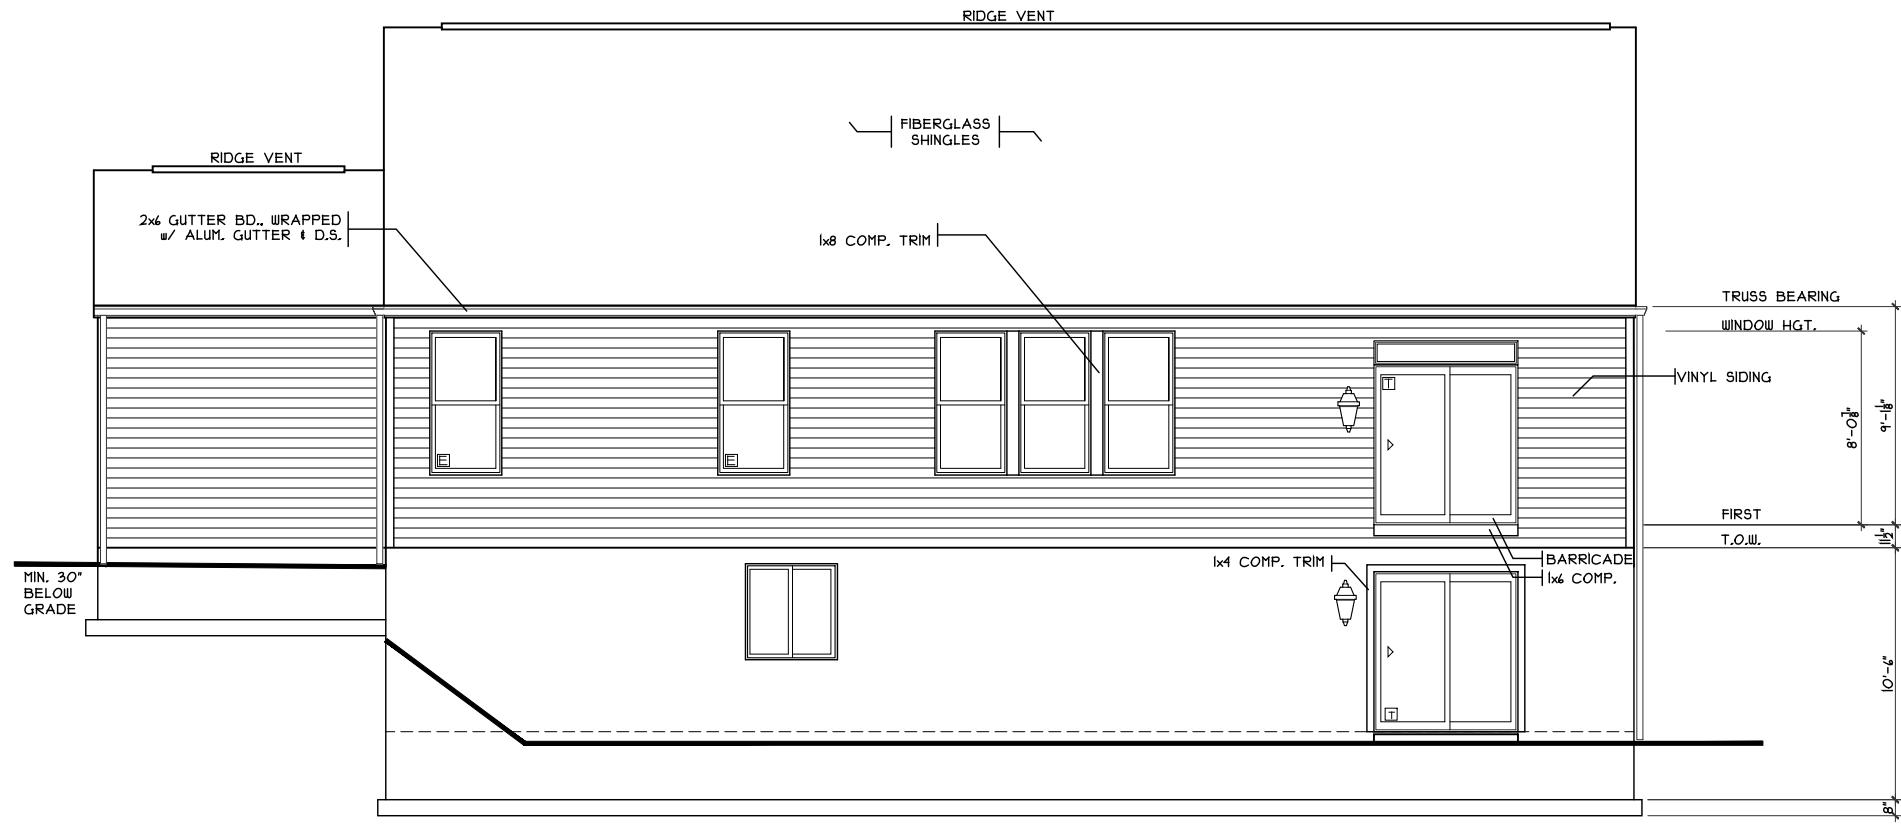 RIDGE VENT
FIBERGLASS
SHINGLES
RIDGE VENT
2x6 GUTTER BD., WRAPPED
w/ ALUM. GUTTER & D.S.
1x8 COMP. TRIM
TRUSS BEARING
WINDOW HGT.
VINYL SIDING
T
8'-0 7/8"
9'-1 1/8"
E
E
FIRST
T.O.W.
11 1/2"
1x4 COMP. TRIM
BARRICADE
1x6 COMP.
MIN. 30"
BELOW
GRADE
10'-6"
T
8"